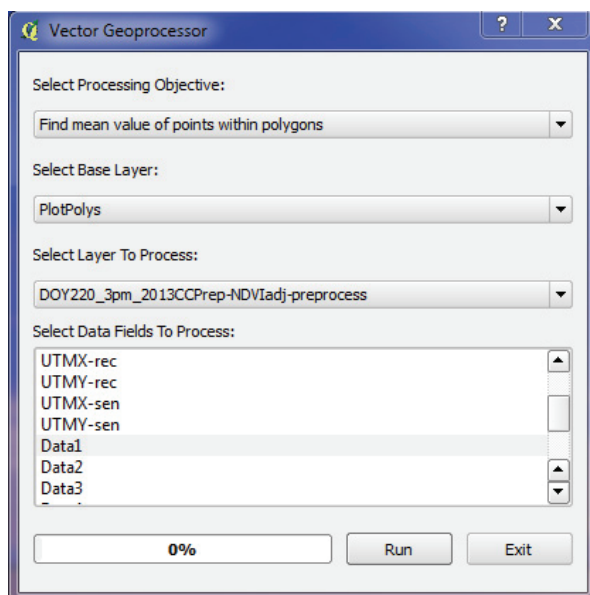 Vector Geoprocessor
Select Processing Objective:
Find mean value of points within polygons
Select Base Layer:
PlotPolys
Select Layer To Process:
DOY220_3pm_2013CCPrep-NDVIadj-preprocess
Select Data Fields To Process:
UTMX-rec
UTMY-rec
UTMX-sen
UTMY-sen
Data1
Data2
Data3
0% Run Exit